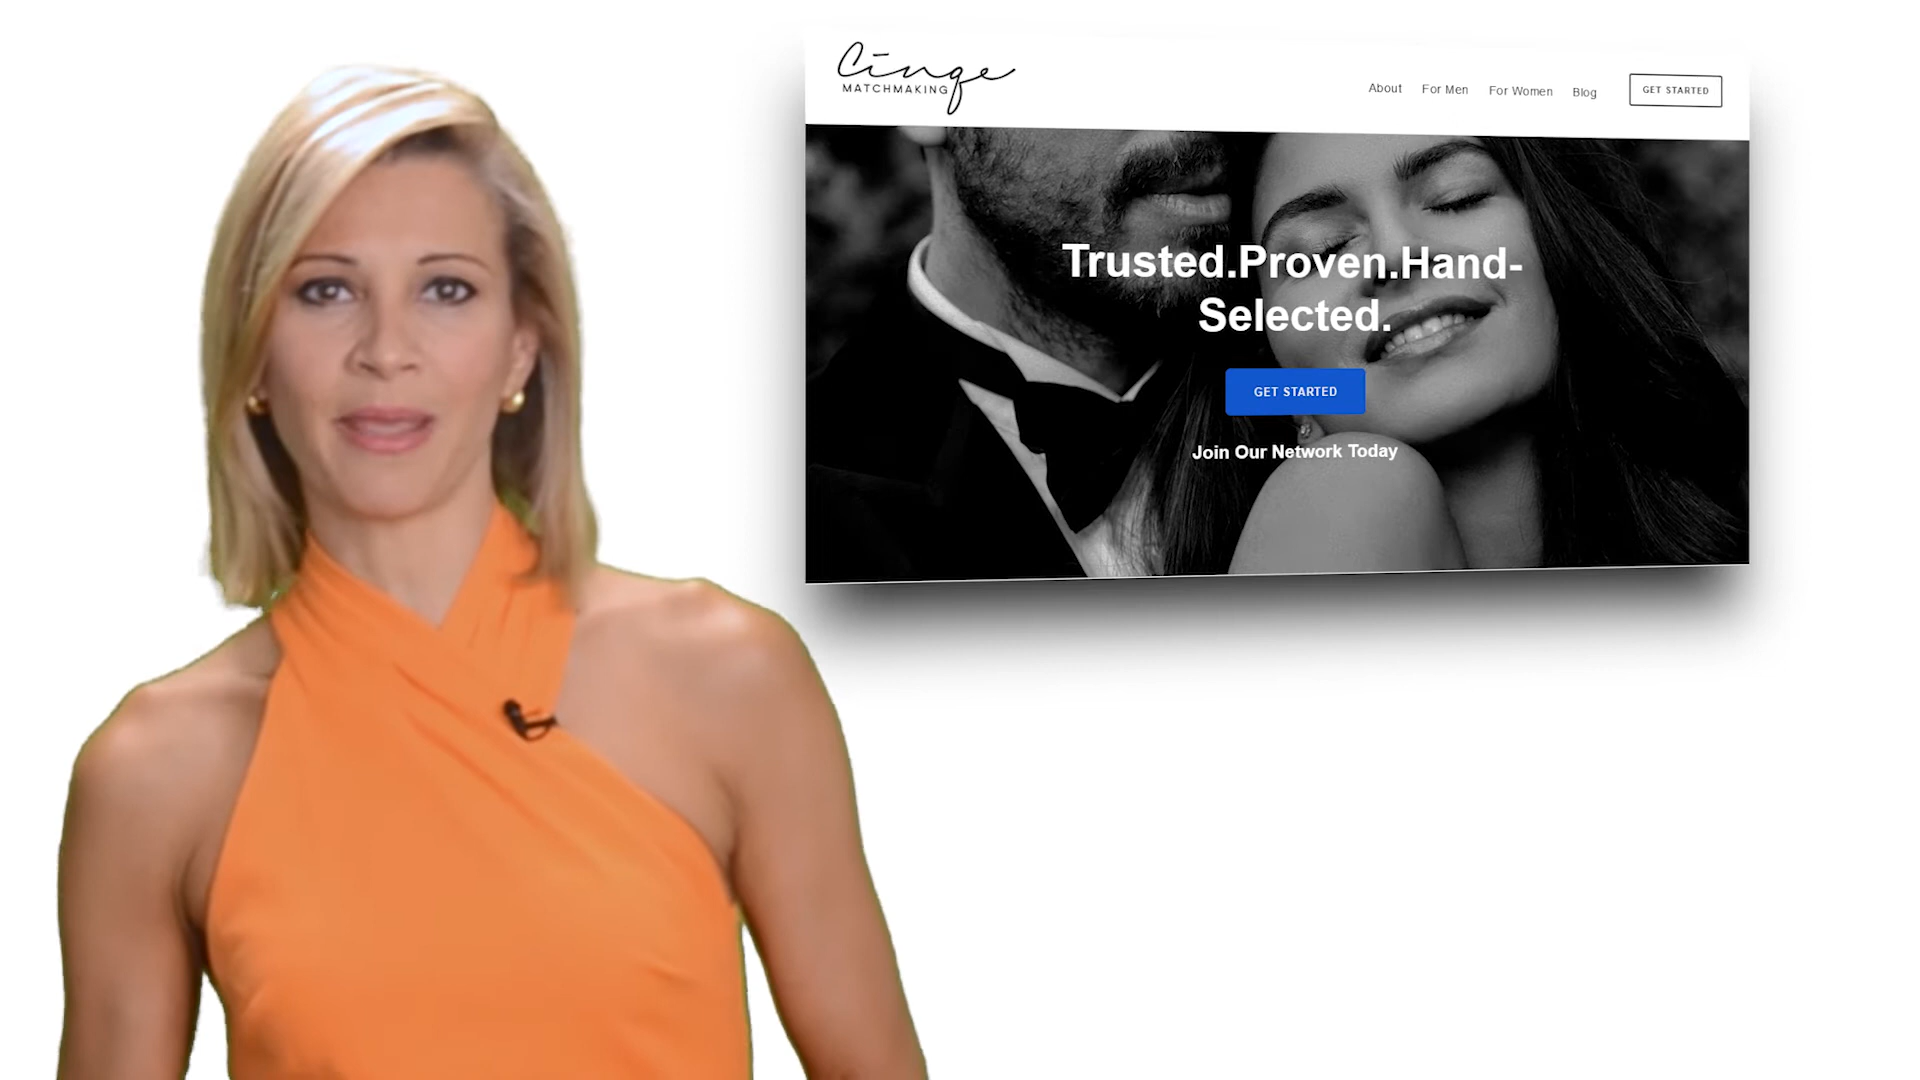 Cinqe
MATCHMAKING
About For Men For Women Blog GET STARTED
Trusted.Proven.Hand-
Selected.
GET STARTED
Join Our Network Today